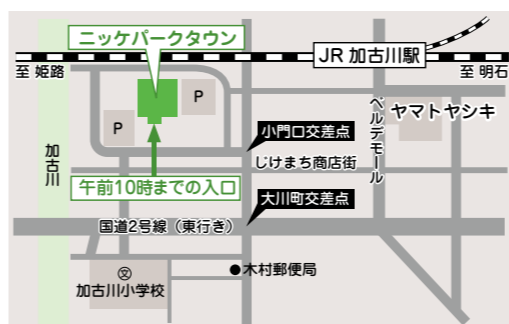 ニッケパークタウン
JR 加古川駅
至 姫路
至 明石
P
P
ベルデモール
ヤマトヤシキ
小門口交差点
加古川
じけまち商店街
午前10時までの入口
大川町交差点
国道2号線（東行き）
文
加古川小学校
木村郵便局